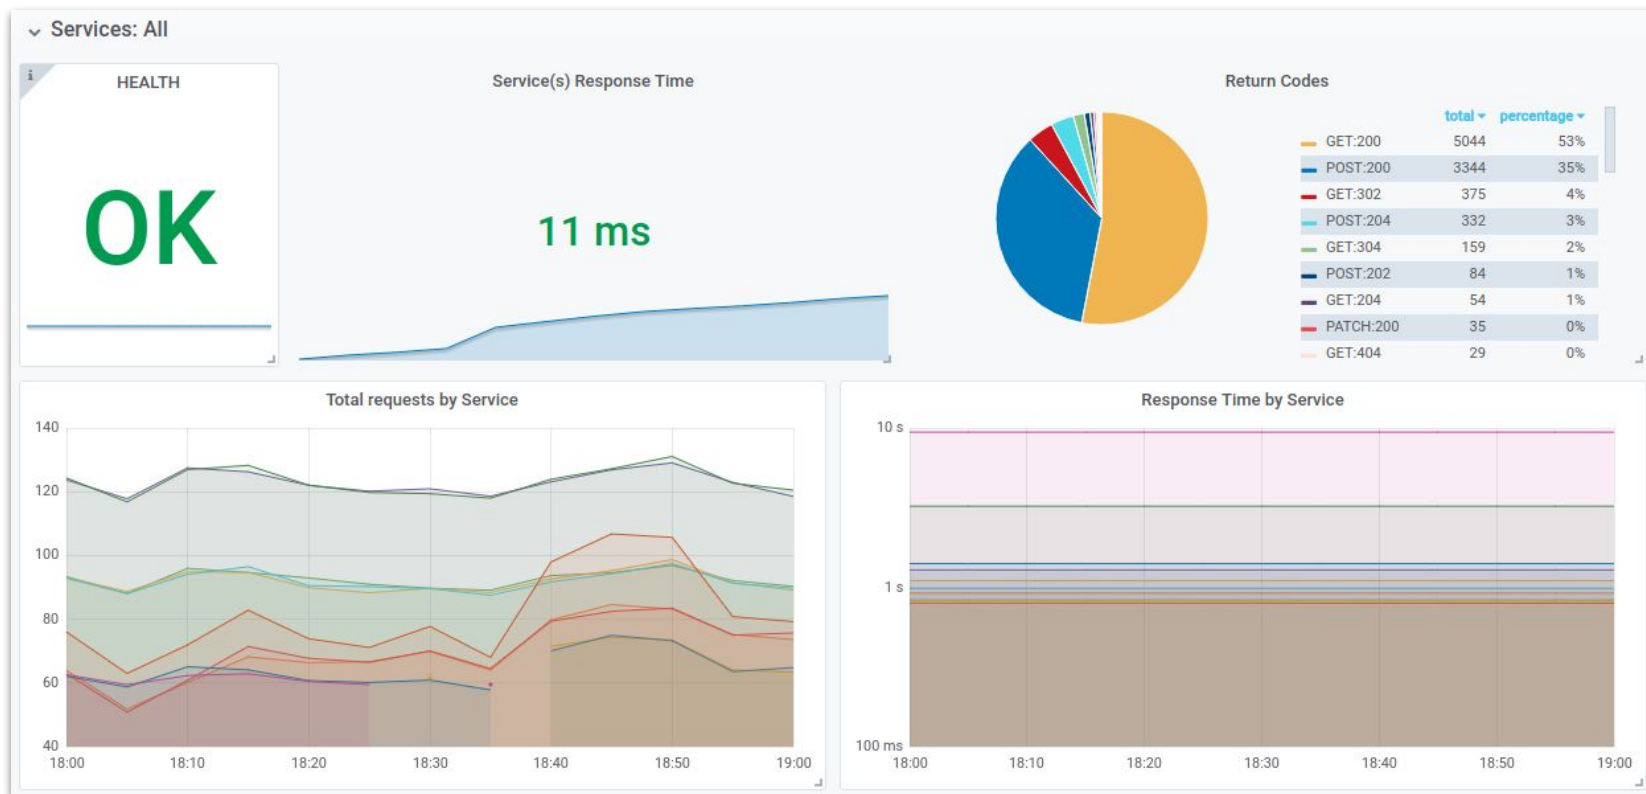 Services: All
i
HEALTH
OK
Service(s) Response Time
11 ms
Return Codes
total percentage
GET:200 5044 53%
POST:200 3344 35%
GET:302 375 4%
POST:204 332 3%
GET:304 159 2%
POST:202 84 1%
GET:204 54 1%
PATCH:200 35 0%
GET:404 29 0%
Total requests by Service
140
120
100
80
60
40
18:00 18:10 18:20 18:30 18:40 18:50 19:00
Response Time by Service
10 s
1 s
100 ms
18:00 18:10 18:20 18:30 18:40 18:50 19:00